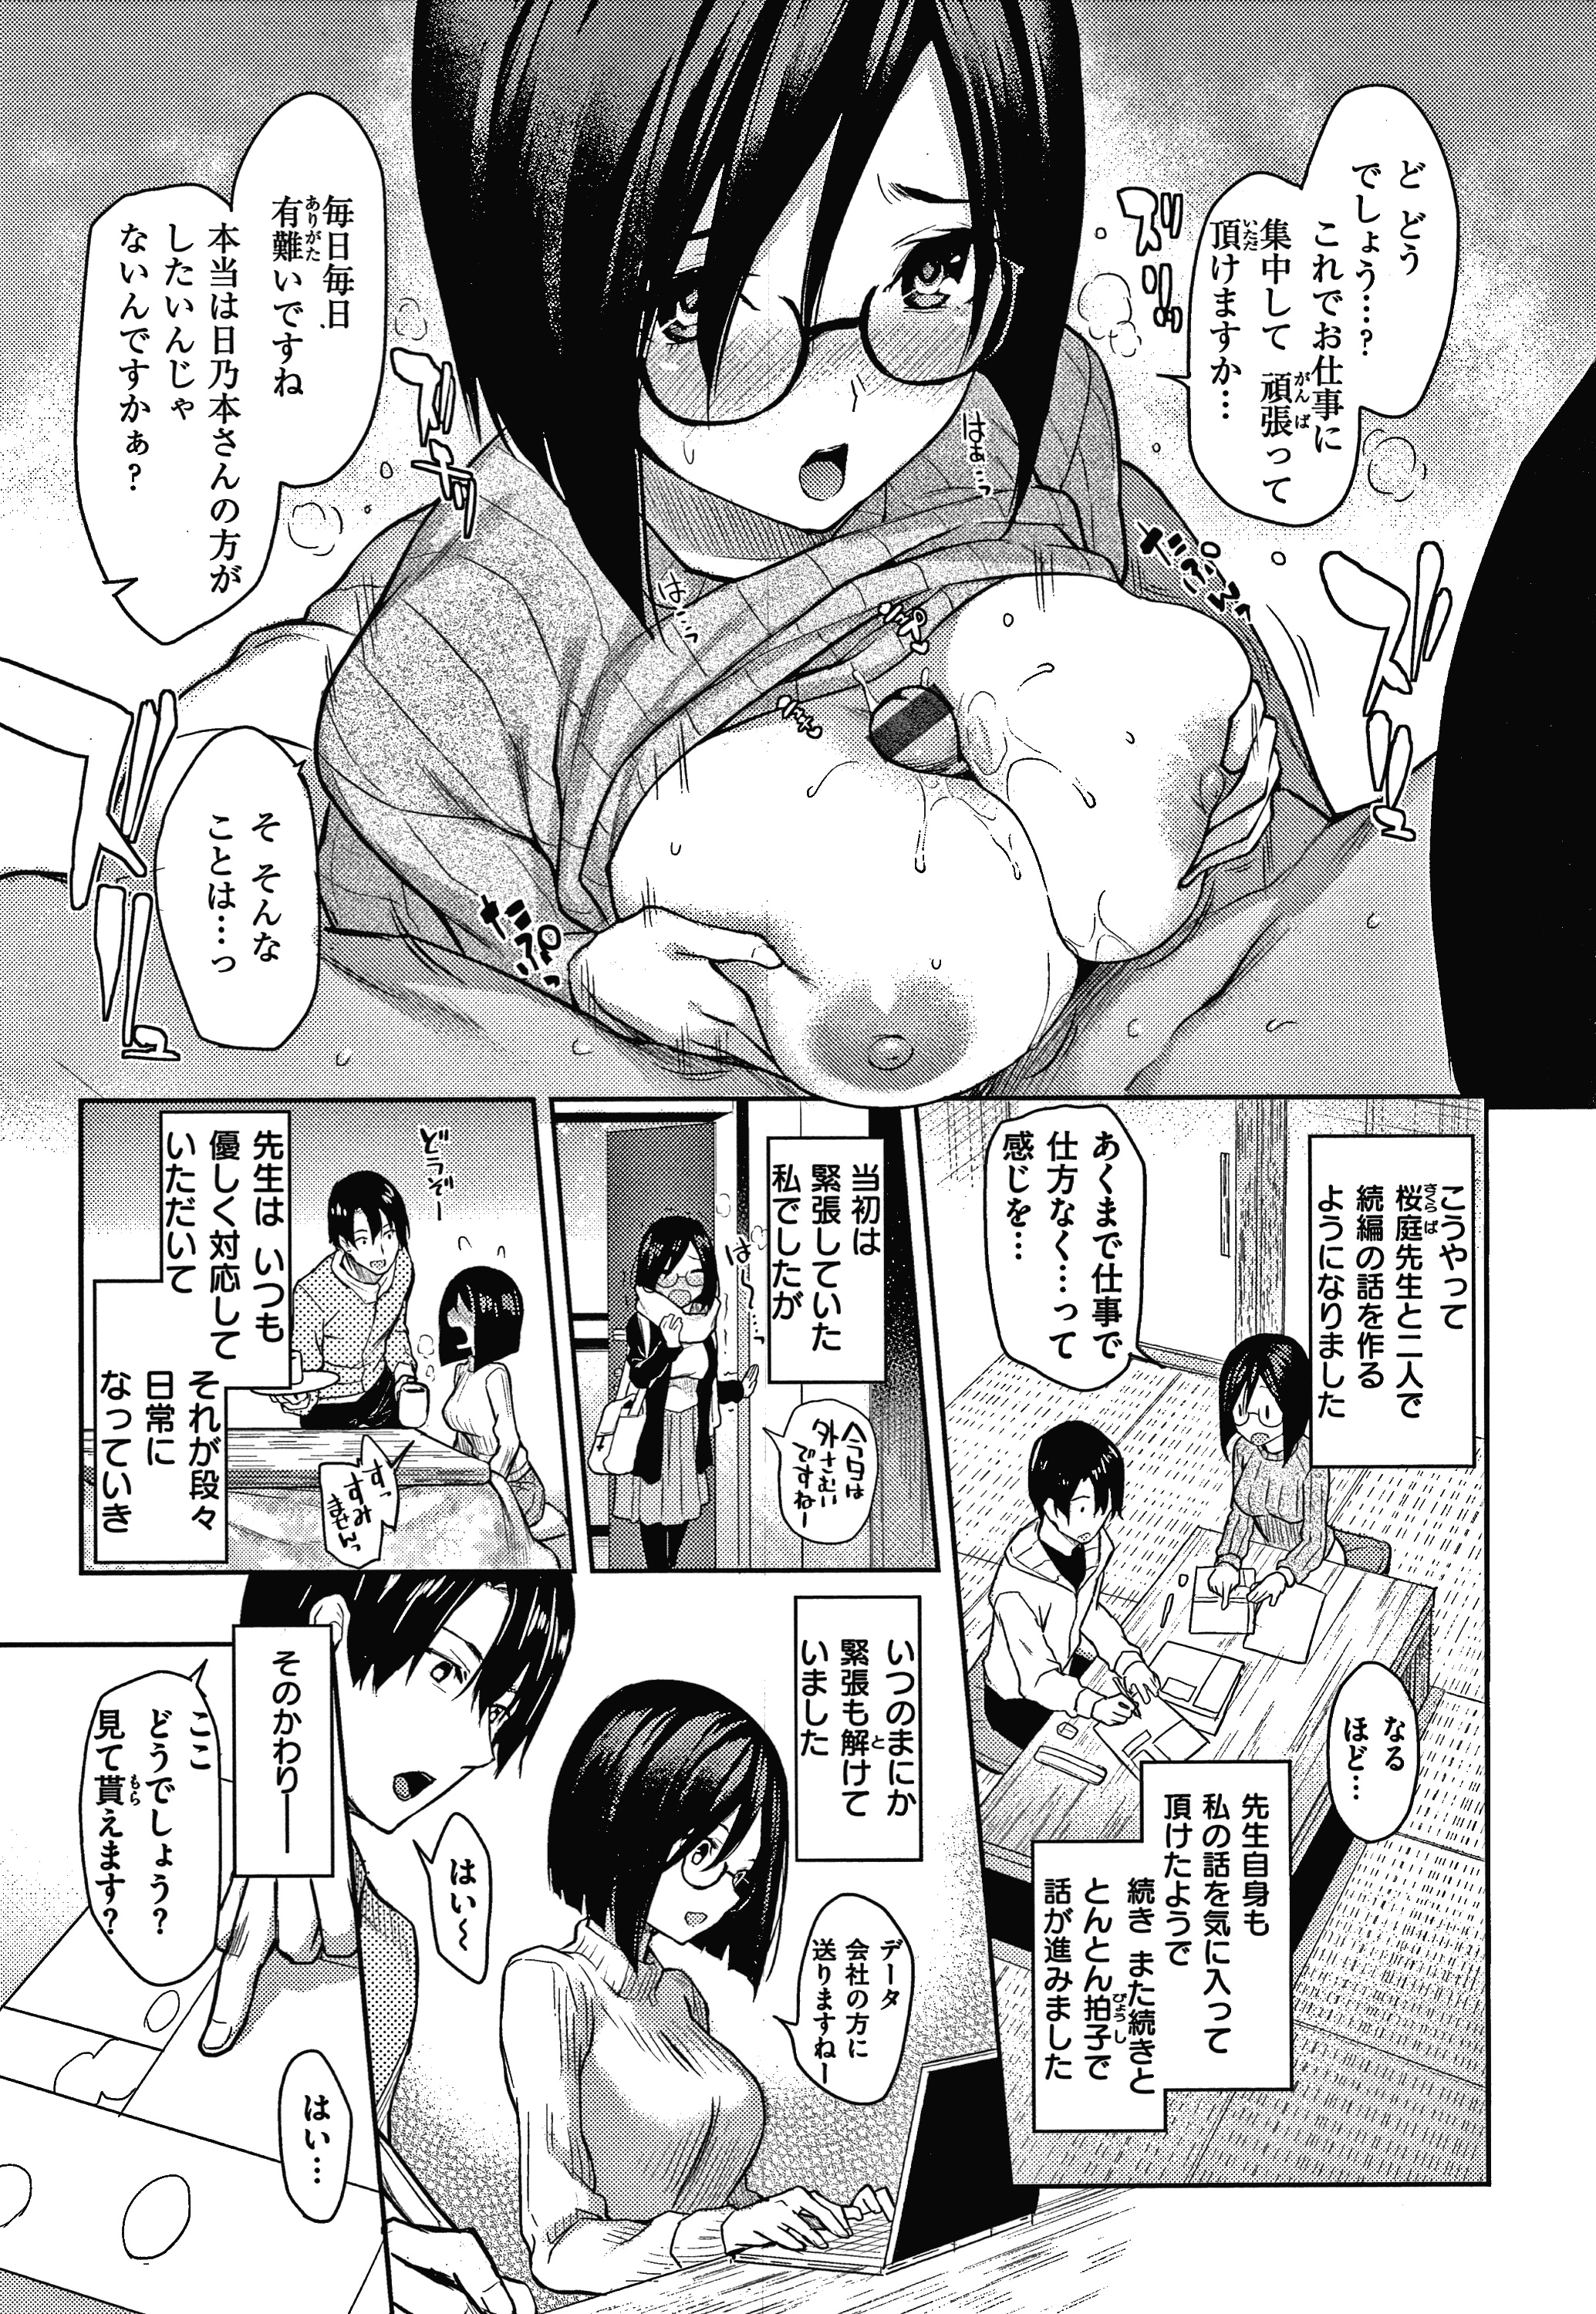 ど どう
でしょう…?
これでお仕事に
集中して 頑張って
頂けますか…
毎日毎日
有難いですね
本当は日乃本さんの方が
したいんじゃ
ないんですかぁ?
そ そんな
ことは…っ
はぁ…っ
こうやって
桜庭先生と二人で
続編の話を作る
ようになりました
あくまで仕事で
仕方なく…って
感じを…
なる
ほど…
先生自身も
私の話を気に入って
頂けたようで
続き また続きと
とんとん拍子で
話が進みました
当初は
緊張していた
私でしたが
は〜
今日は
外さむい
ですねー
先生は いつも
優しく対応して
いただいて
どうぞー
すっ
すみ
ませんっ
それが段々
日常に
なっていき
いつのまにか
緊張も解けて
いました
データ
会社の方に
送りますねー
はい〜
そのかわり――
ここ
どうでしょう?
見て貰えます?
はい…